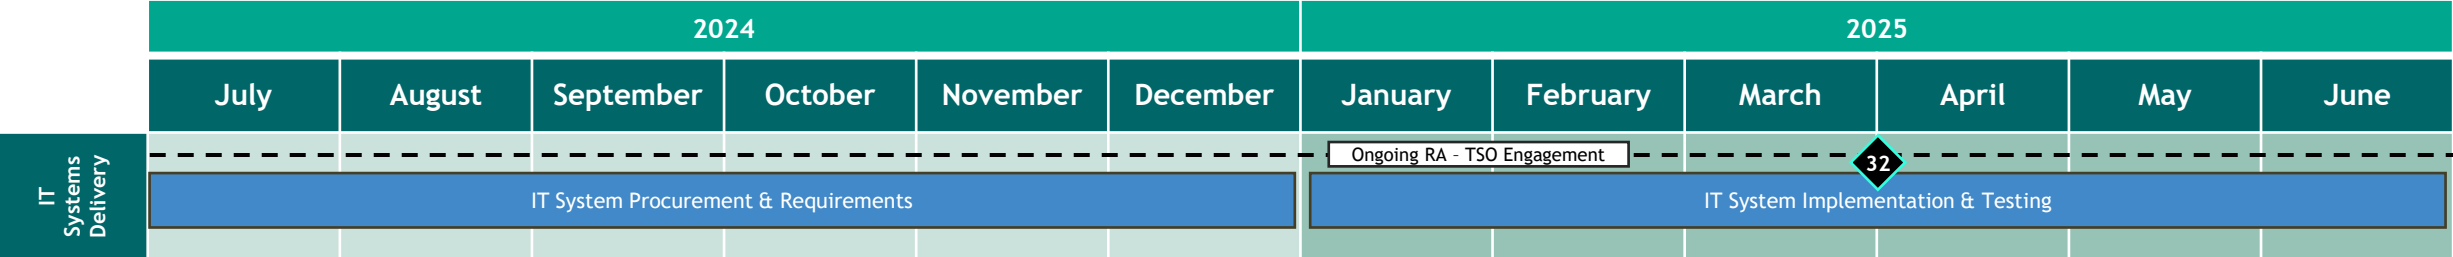 2024
2025
July
August
September
October
November
December
January
February
March
April
May
June
IT
Systems
Delivery
Ongoing RA – TSO Engagement
32
IT System Procurement & Requirements
IT System Implementation & Testing